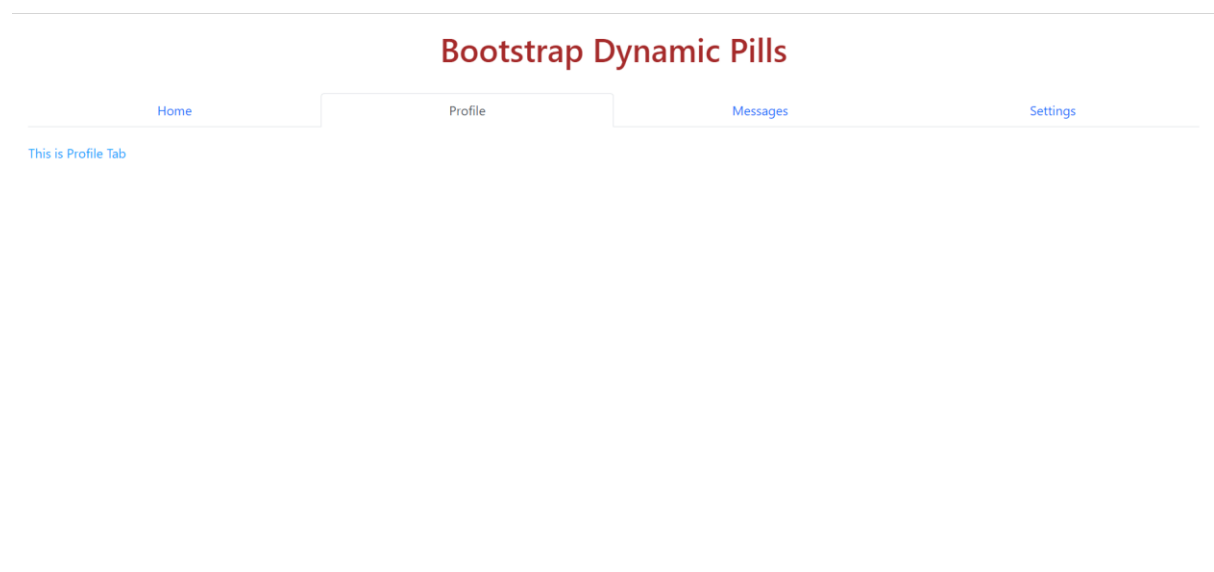 Bootstrap Dynamic Pills
Home Profile Messages Settings
This is Profile Tab